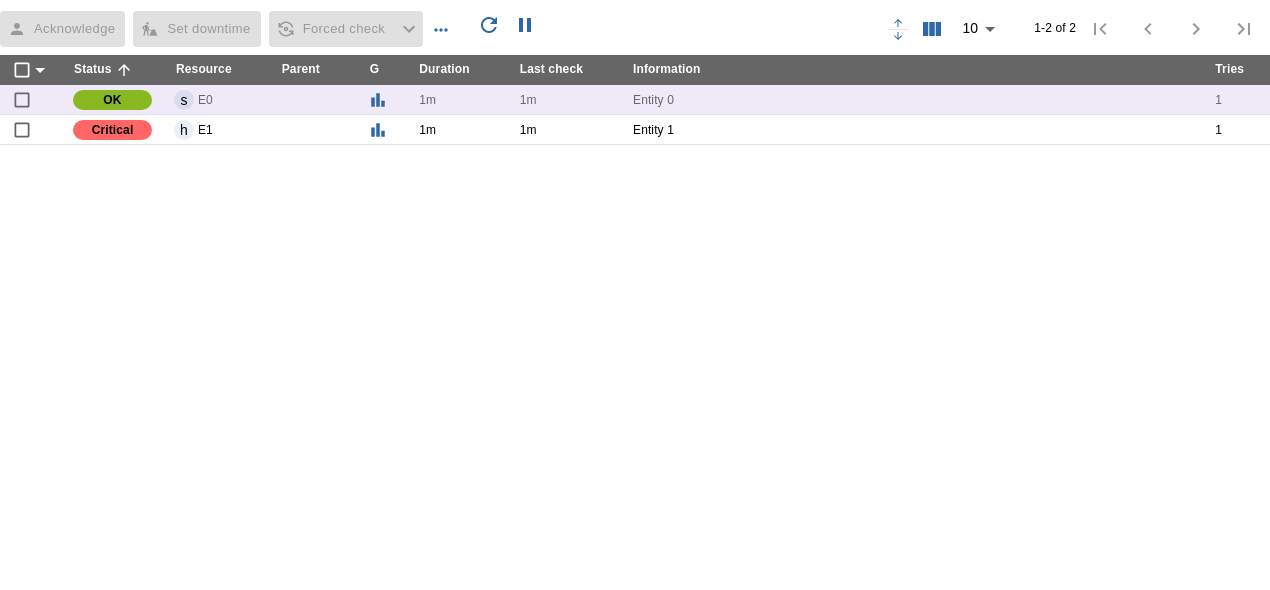 Acknowledge Set downtime Forced check 10 1-2 of 2
Status Resource Parent G Duration Last check Information Tries
OK s E0 1m 1m Entity 0 1
Critical h E1 1m 1m Entity 1 1